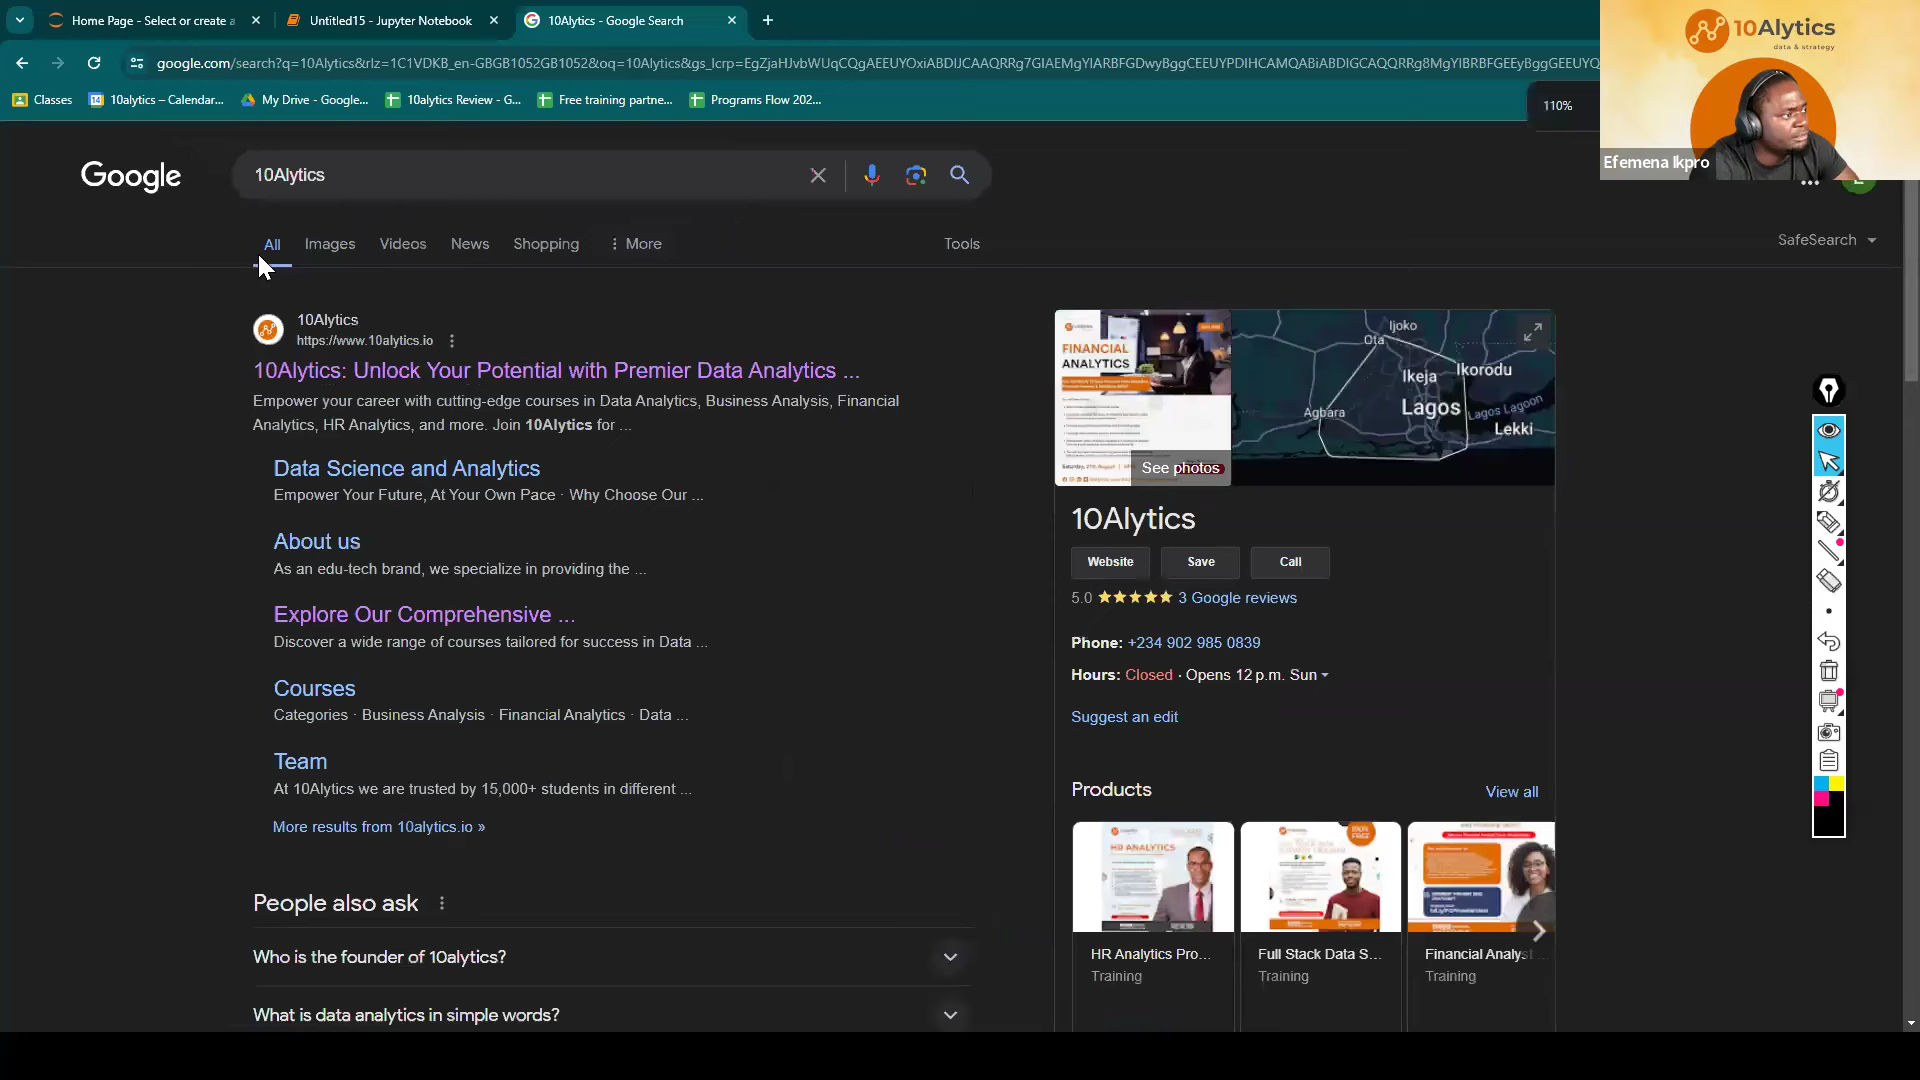 Home Page - Select or create a
Untitled15 - Jupyter Notebook
10Alytics - Google Search
google.com/search?q=10Alytics&rlz=1C1VDKB_en-GBGB1052GB1052&oq=10Alytics&gs_lcrp=
110%
Classes
10alytics – Calendar...
My Drive - Google...
10alytics Review - G...
Free training partne...
Programs Flow 202...
10Alytics
data & strategy
Efemena Ikpro
Google
10Alytics
All
Images
Videos
News
Shopping
More
Tools
SafeSearch
10Alytics
https://www.10alytics.io
10Alytics: Unlock Your Potential with Premier Data Analytics ...
Empower your career with cutting-edge courses in Data Analytics, Business Analysis, Financial
Analytics, HR Analytics, and more. Join 10Alytics for ...
Data Science and Analytics
Empower Your Future, At Your Own Pace · Why Choose Our ...
About us
As an edu-tech brand, we specialize in providing the ...
Explore Our Comprehensive ...
Discover a wide range of courses tailored for success in Data ...
Courses
Categories · Business Analysis · Financial Analytics · Data ...
Team
At 10Alytics we are trusted by 15,000+ students in different ...
More results from 10alytics.io »
People also ask
Who is the founder of 10alytics?
What is data analytics in simple words?
FINANCIAL
ANALYTICS
See photos
Ijoko
Ota
Ikeja
Ikorodu
Agbara
Lagos
Lagos Lagoon
Lekki
10Alytics
Website
Save
Call
5.0
3 Google reviews
Phone: +234 902 985 0839
Hours: Closed · Opens 12 p.m. Sun
Suggest an edit
Products
View all
HR ANALYTICS
HR Analytics Pro...
Training
Full Stack Data S...
Training
Financial Analyst ...
Training